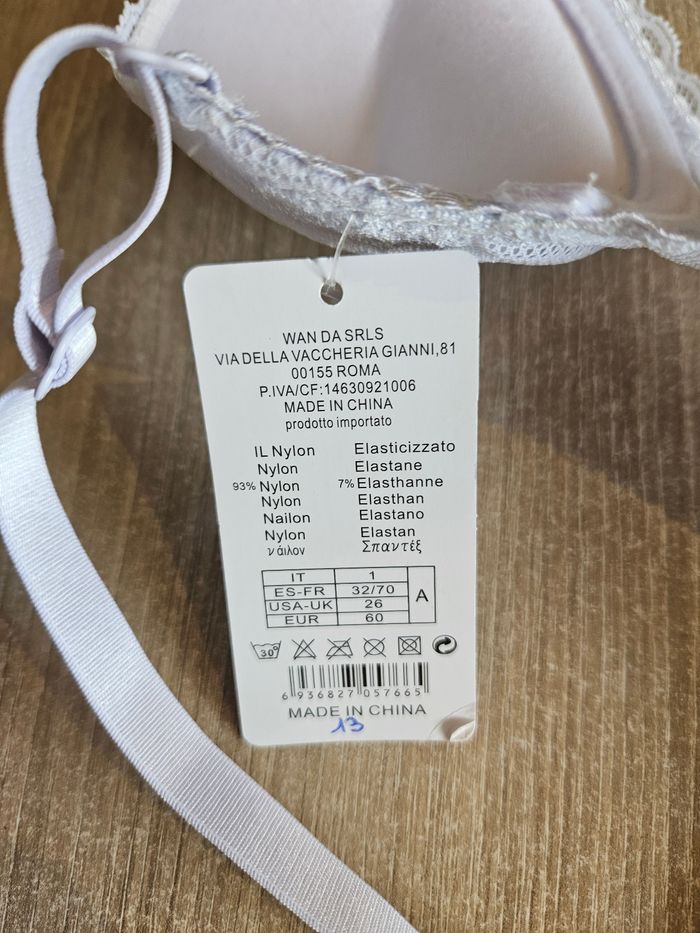 WAN DA SRLS
VIA DELLA VACCHERIA GIANNI,81
00155 ROMA
P.IVA/CF:14630921006
MADE IN CHINA
prodotto importato
IL Nylon Elasticizzato
Nylon Elastane
93% Nylon 7% Elasthanne
Nylon Elasthan
Nailon Elastano
Nylon Elastan
νάιλον Σπαντέξ
IT 1 A
ES-FR 32/70
USA-UK 26
EUR 60
30°
6 936827 057665
MADE IN CHINA
13